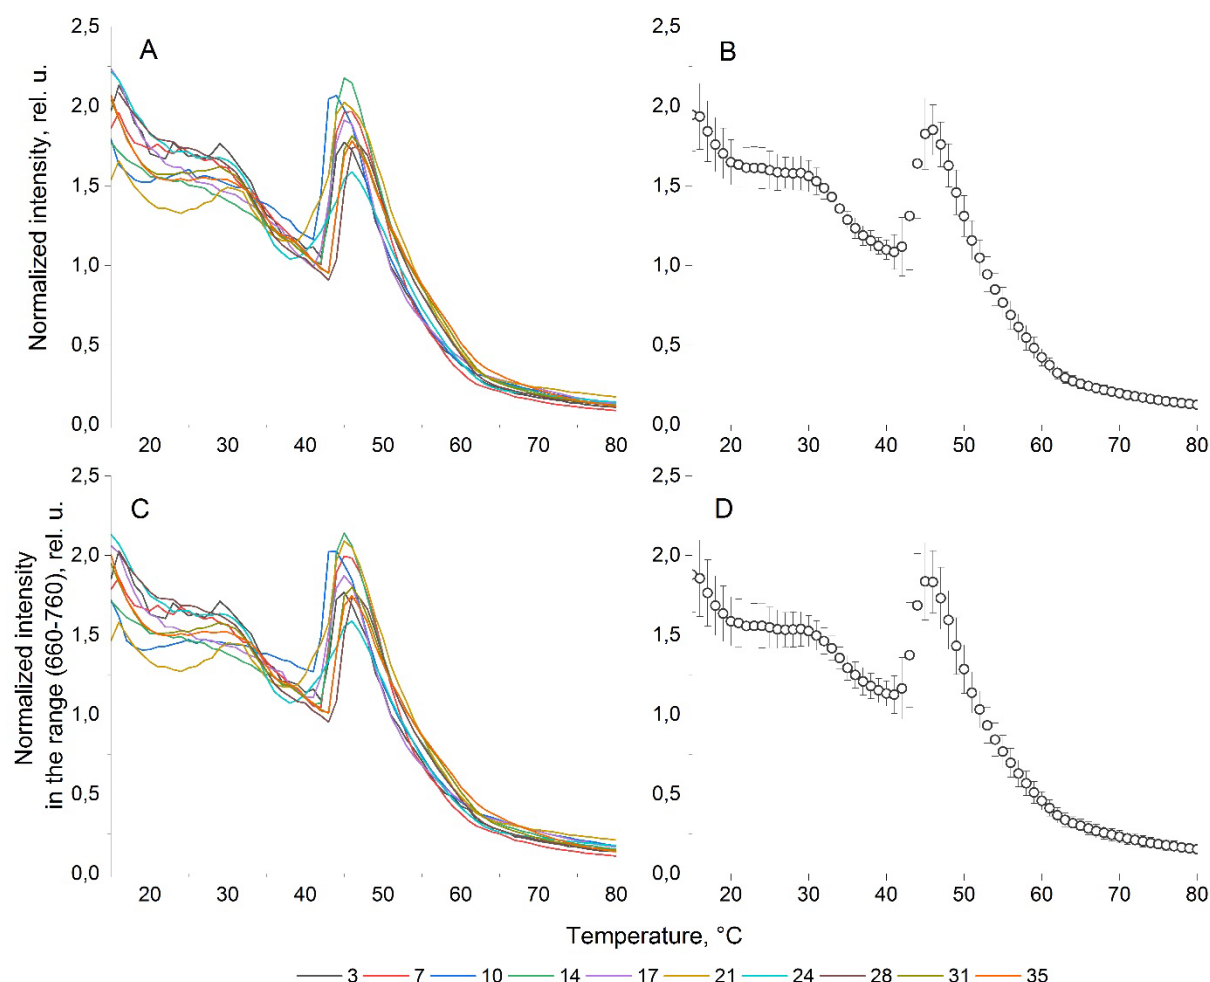 A
B
Normalized intensity, rel. u.
2,5
2,0
1,5
1,0
0,5
0,0
20 30 40 50 60 70 80
2,5
2,0
1,5
1,0
0,5
0,0
20 30 40 50 60 70 80
C
D
Normalized intensity
in the range (660-760), rel. u.
2,5
2,0
1,5
1,0
0,5
0,0
20 30 40 50 60 70 80
2,5
2,0
1,5
1,0
0,5
0,0
20 30 40 50 60 70 80
Temperature, °C
3 7 10 14 17 21 24 28 31 35